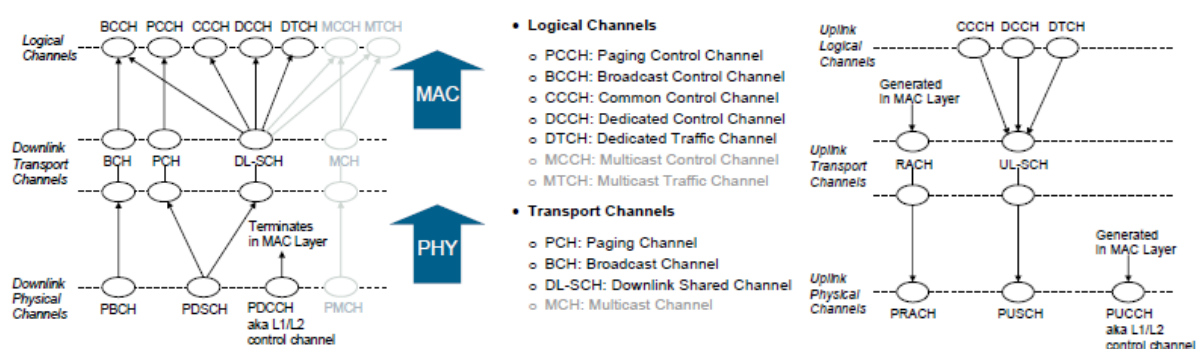 BCCH PCCH CCCH DCCH DTCH MCCH MTCH
Logical
Channels
MAC
Downlink
Transport
Channels
BCH PCH DL-SCH MCH
Terminates
in MAC Layer
PHY
Downlink
Physical
Channels
PBCH PDSCH PDCCH PMCH
aka L1/L2
control channel
• Logical Channels
o PCCH: Paging Control Channel
o BCCH: Broadcast Control Channel
o CCCH: Common Control Channel
o DCCH: Dedicated Control Channel
o DTCH: Dedicated Traffic Channel
o MCCH: Multicast Control Channel
o MTCH: Multicast Traffic Channel
• Transport Channels
o PCH: Paging Channel
o BCH: Broadcast Channel
o DL-SCH: Downlink Shared Channel
o MCH: Multicast Channel
Uplink
Logical
Channels
CCCH DCCH DTCH
Generated
In MAC Layer
Uplink
Transport
Channels
RACH UL-SCH
Generated
In MAC Layer
Uplink
Physical
Channels
PRACH PUSCH PUCCH
aka L1/L2
control channel